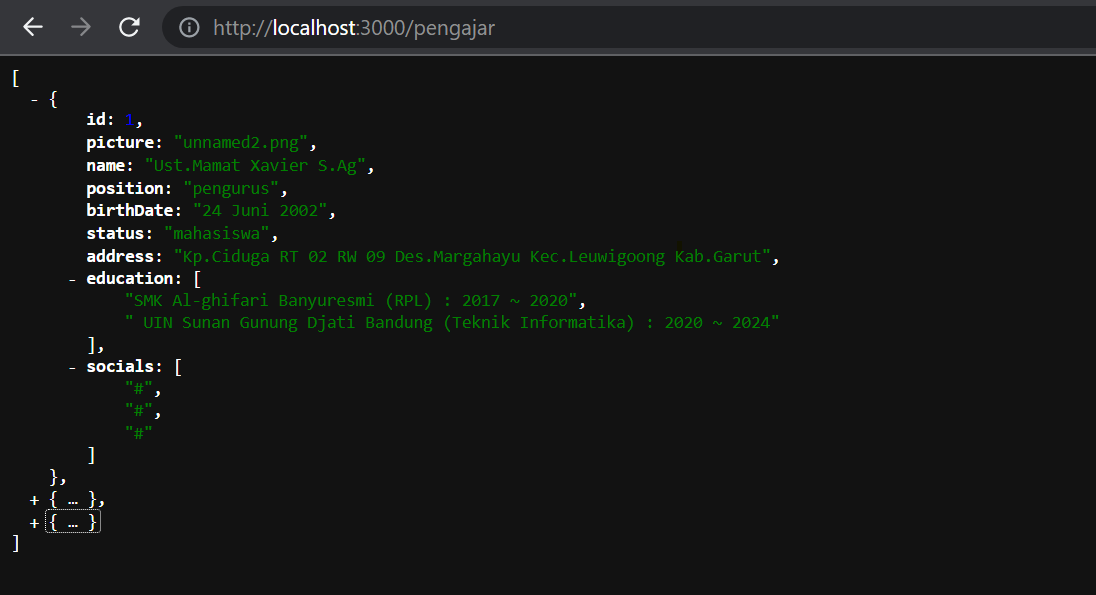 http://localhost:3000/pengajar
[
- {
id: 1,
picture: "unnamed2.png",
name: "Ust.Mamat Xavier S.Ag",
position: "pengurus",
birthDate: "24 Juni 2002",
status: "mahasiswa",
address: "Kp.Ciduga RT 02 RW 09 Des.Margahayu Kec.Leuwigoong Kab.Garut",
- education: [
"SMK Al-ghifari Banyuresmi (RPL) : 2017 ~ 2020",
" UIN Sunan Gunung Djati Bandung (Teknik Informatika) : 2020 ~ 2024"
],
- socials: [
"#",
"#",
"#"
]
},
+ { … },
+ { … }
]